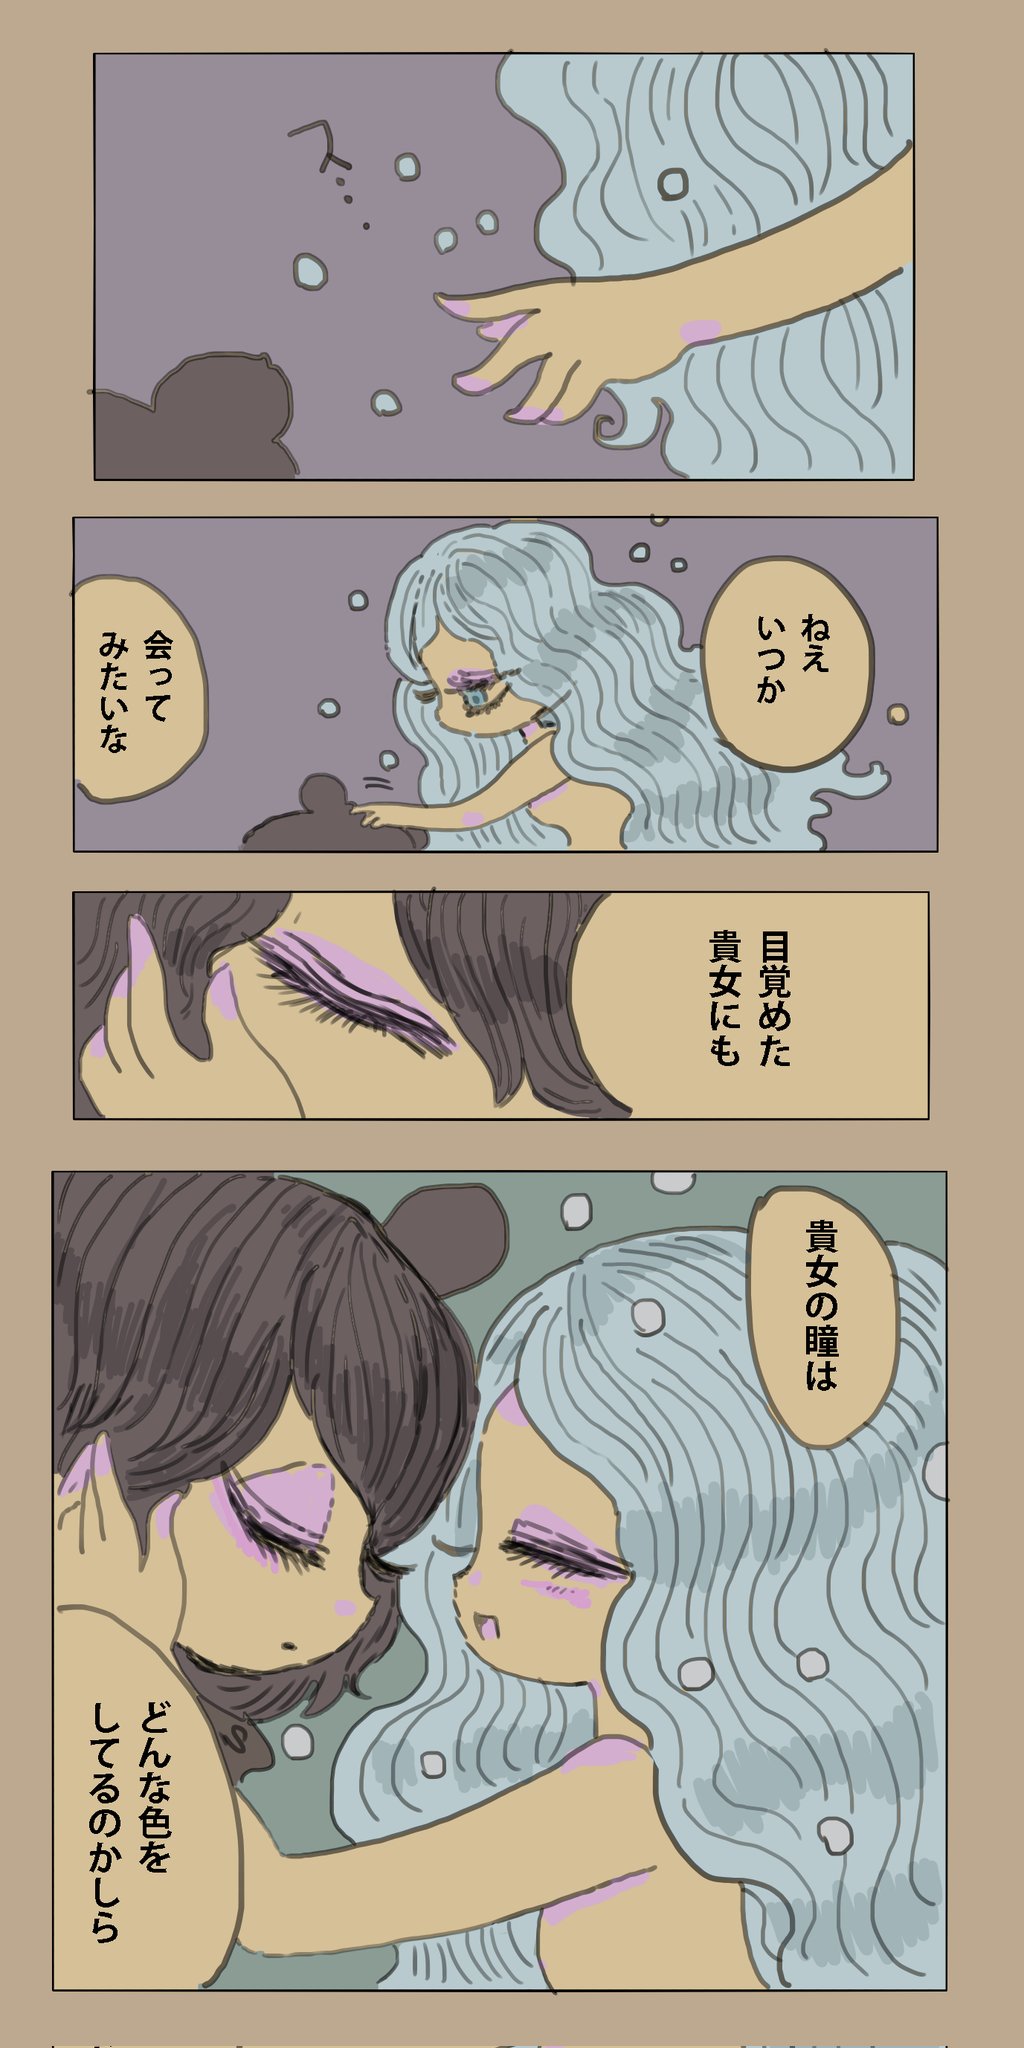 ス…
ねえ
いつか
会って
みたいな
目覚めた
貴女にも
貴女の瞳は
どんな色を
してるのかしら